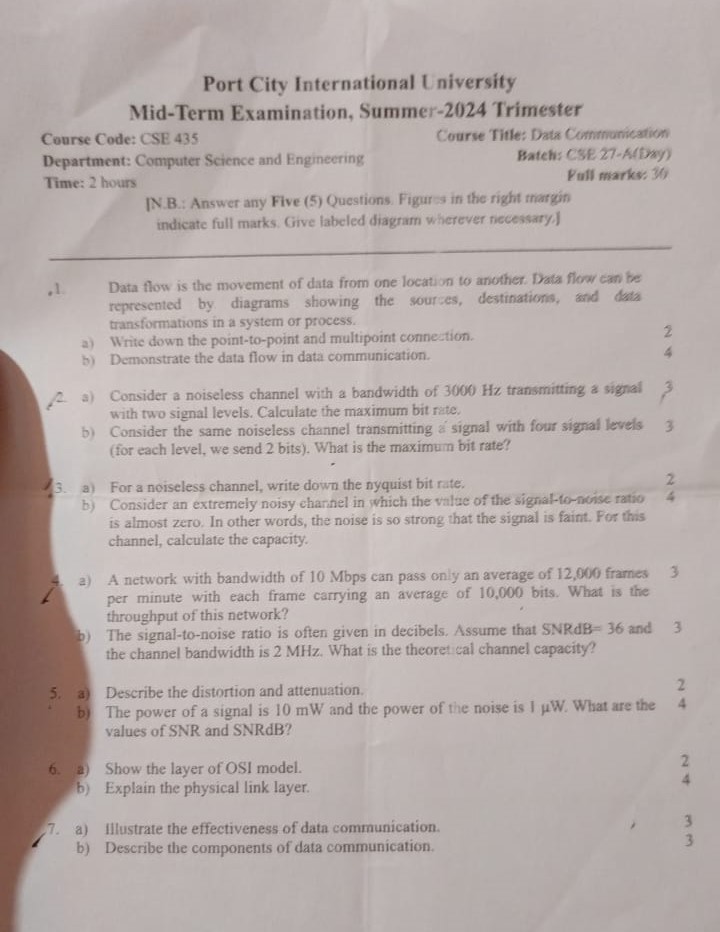 Port City International University
Mid-Term Examination, Summer-2024 Trimester
Course Code: CSE 435 Course Title: Data Communication
Department: Computer Science and Engineering Batch: CSE 27-A(Day)
Time: 2 hours Full marks: 30
[N.B.: Answer any Five (5) Questions. Figures in the right margin
indicate full marks. Give labeled diagram wherever necessary.]
1. Data flow is the movement of data from one location to another. Data flow can be
represented by diagrams showing the sources, destinations, and data
transformations in a system or process.
a) Write down the point-to-point and multipoint connection. 2
b) Demonstrate the data flow in data communication. 4
2. a) Consider a noiseless channel with a bandwidth of 3000 Hz transmitting a signal 3
with two signal levels. Calculate the maximum bit rate.
b) Consider the same noiseless channel transmitting a signal with four signal levels 3
(for each level, we send 2 bits). What is the maximum bit rate?
3. a) For a noiseless channel, write down the nyquist bit rate. 2
b) Consider an extremely noisy channel in which the value of the signal-to-noise ratio 4
is almost zero. In other words, the noise is so strong that the signal is faint. For this
channel, calculate the capacity.
4. a) A network with bandwidth of 10 Mbps can pass only an average of 12,000 frames 3
per minute with each frame carrying an average of 10,000 bits. What is the
throughput of this network?
b) The signal-to-noise ratio is often given in decibels. Assume that SNRdB= 36 and 3
the channel bandwidth is 2 MHz. What is the theoretical channel capacity?
5. a) Describe the distortion and attenuation. 2
b) The power of a signal is 10 mW and the power of the noise is 1 μW. What are the 4
values of SNR and SNRdB?
6. a) Show the layer of OSI model. 2
b) Explain the physical link layer. 4
7. a) Illustrate the effectiveness of data communication. 3
b) Describe the components of data communication. 3